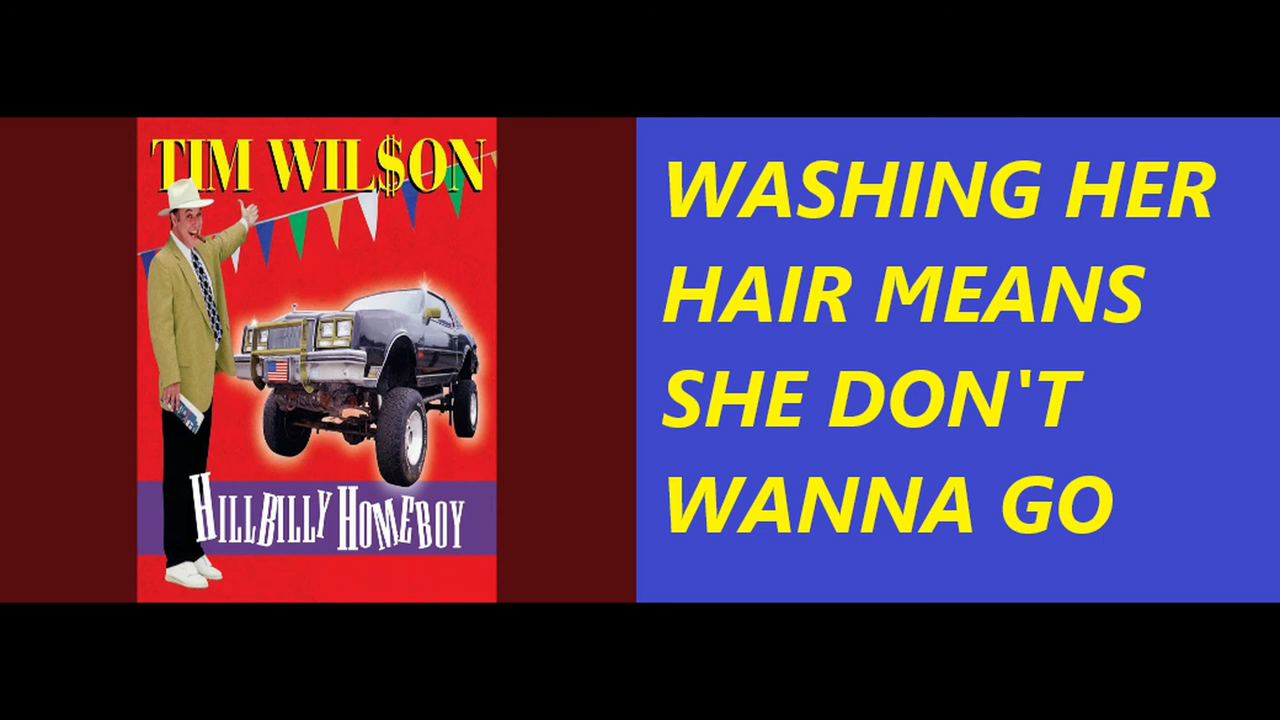 TIM WIL$ON
HILLBILLY HOMEBOY
WASHING HER
HAIR MEANS
SHE DON'T
WANNA GO